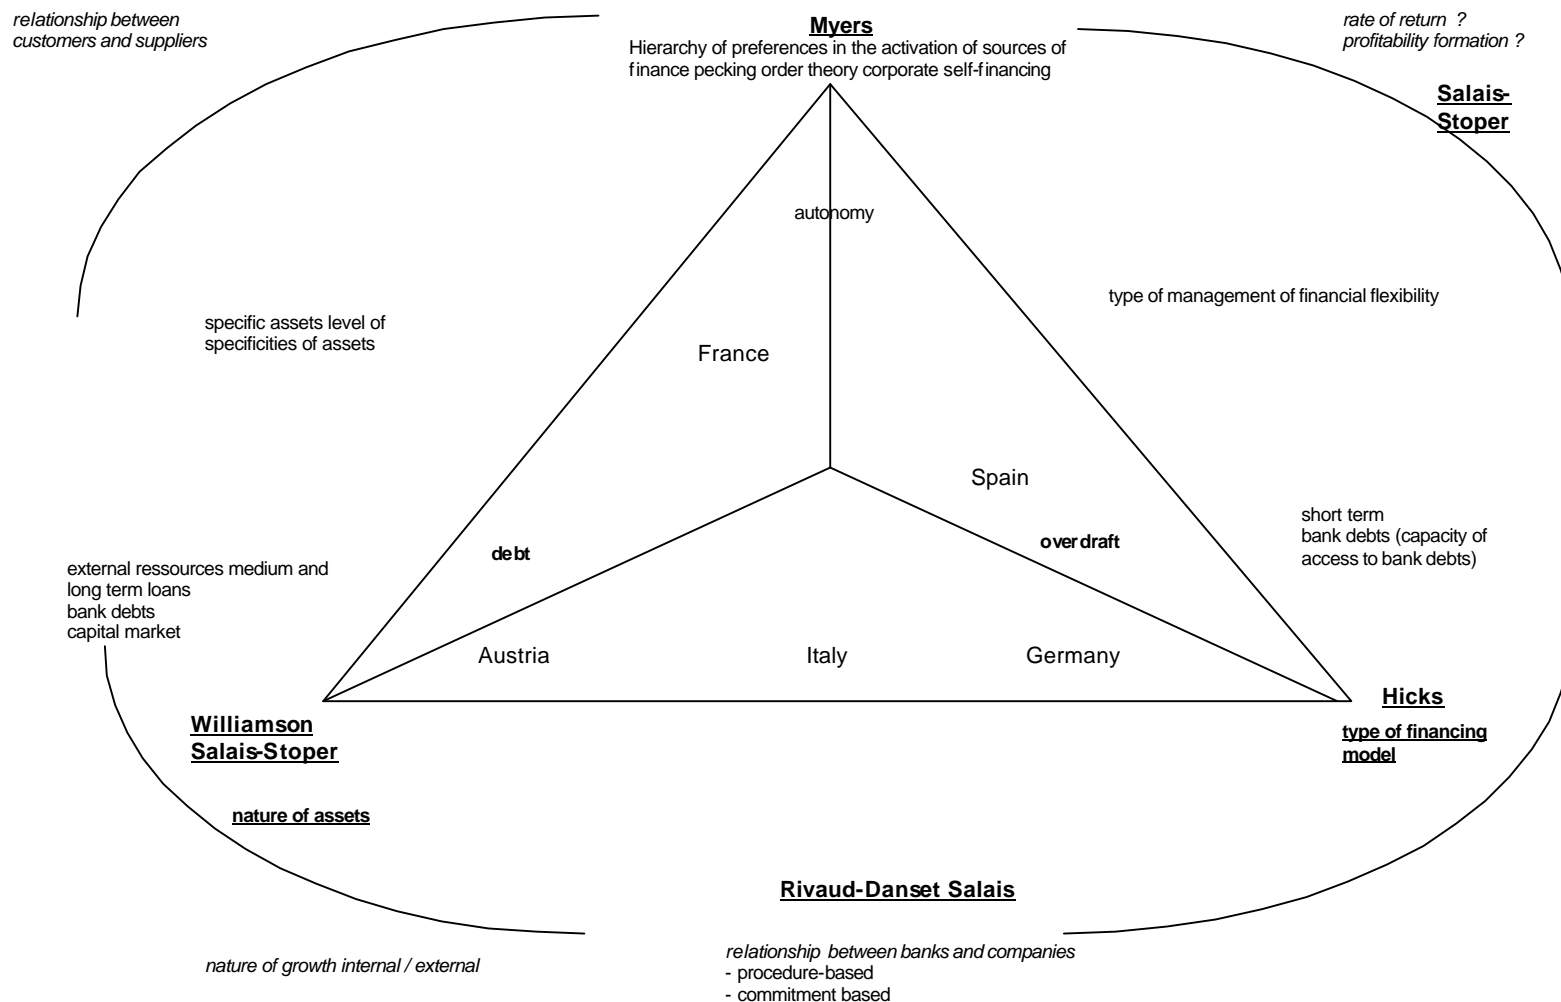 relationship between
customers and suppliers
Myers
Hierarchy of preferences in the activation of sources of
finance pecking order theory corporate self-financing
rate of return ?
profitability formation ?
Salais-
Stoper
autonomy
type of management of financial flexibility
specific assets level of
specificities of assets
France
Spain
short term
bank debts (capacity of
access to bank debts)
overdraft
debt
external ressources medium and
long term loans
bank debts
capital market
Austria
Italy
Germany
Williamson
Salais-Stoper
Hicks
type of financing
model
nature of assets
Rivaud-Danset Salais
nature of growth internal / external
relationship between banks and companies
- procedure-based
- commitment based